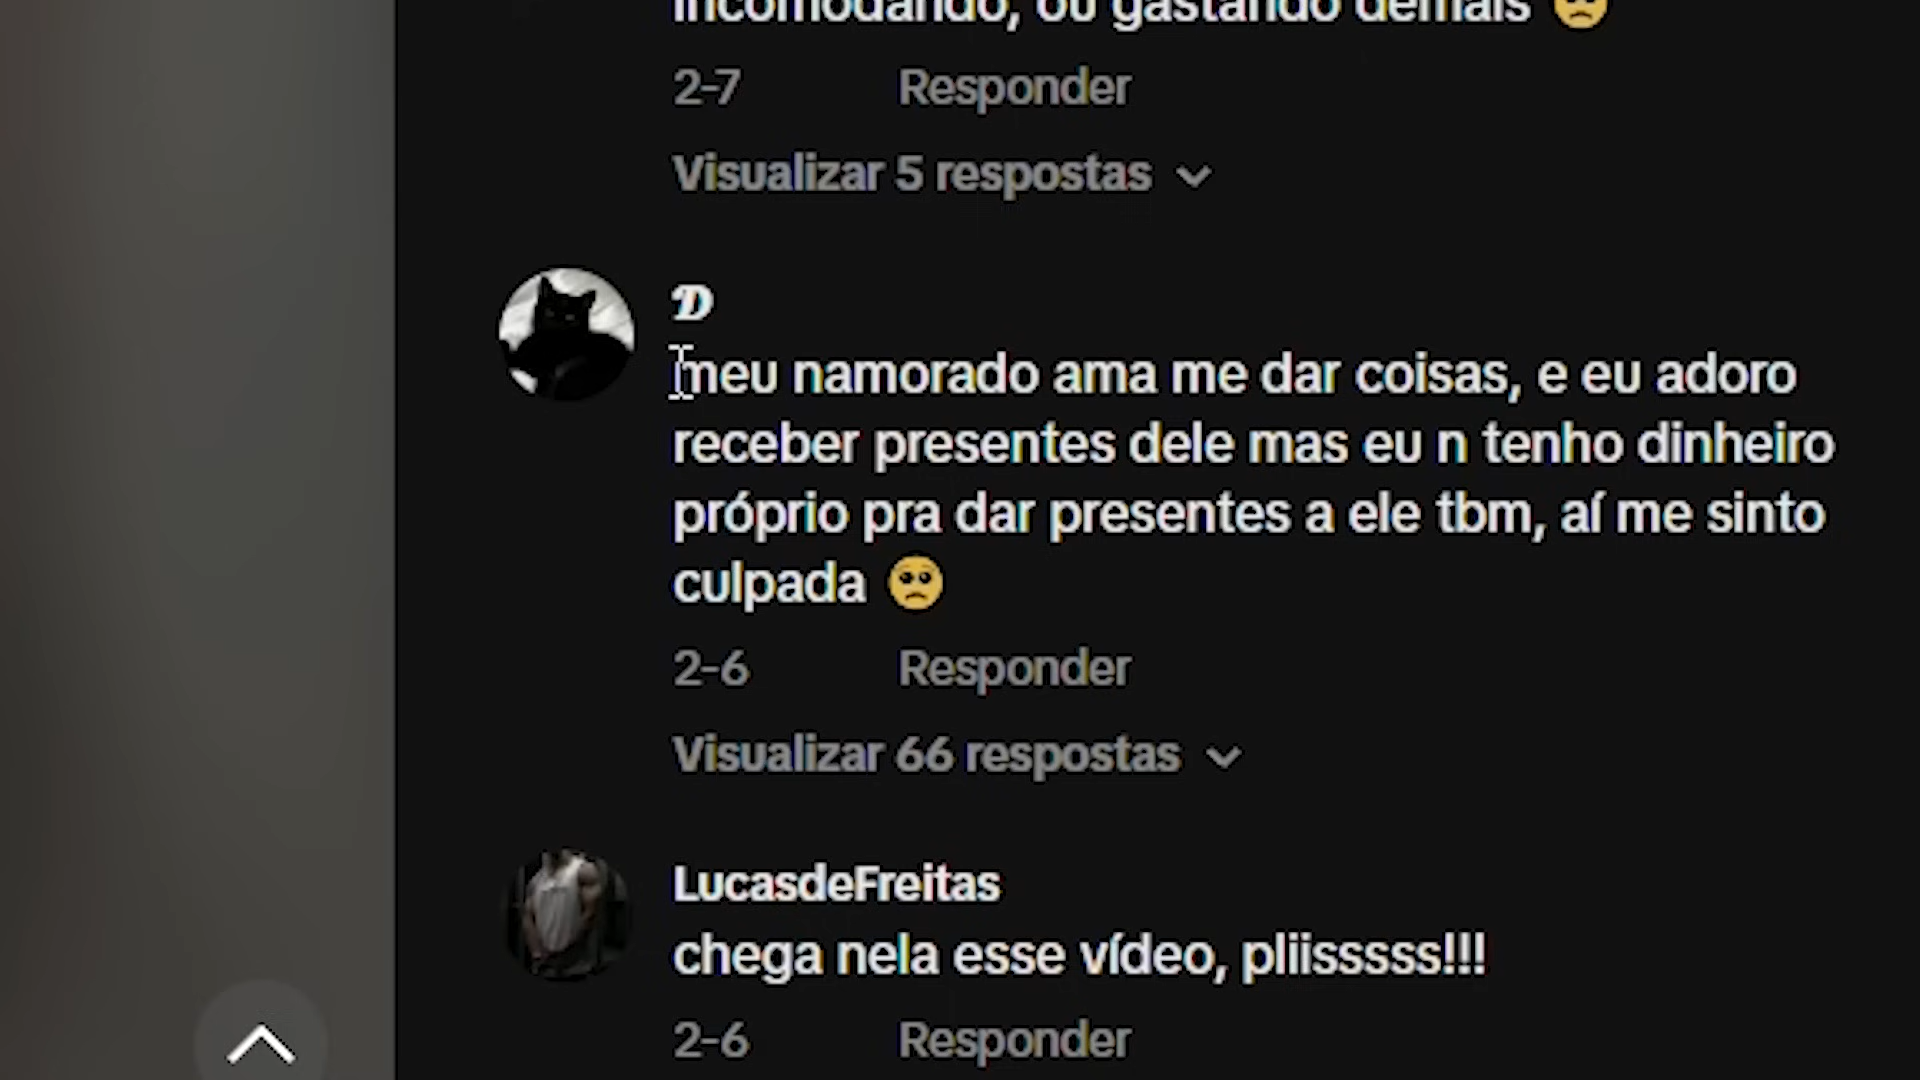 incomodando, ou gastando demais 🥺
2-7 Responder
Visualizar 5 respostas
D
meu namorado ama me dar coisas, e eu adoro
receber presentes dele mas eu n tenho dinheiro
próprio pra dar presentes a ele tbm, aí me sinto
culpada 🥺
2-6 Responder
Visualizar 66 respostas
LucasdeFreitas
chega nela esse vídeo, pliisssss!!!
2-6 Responder